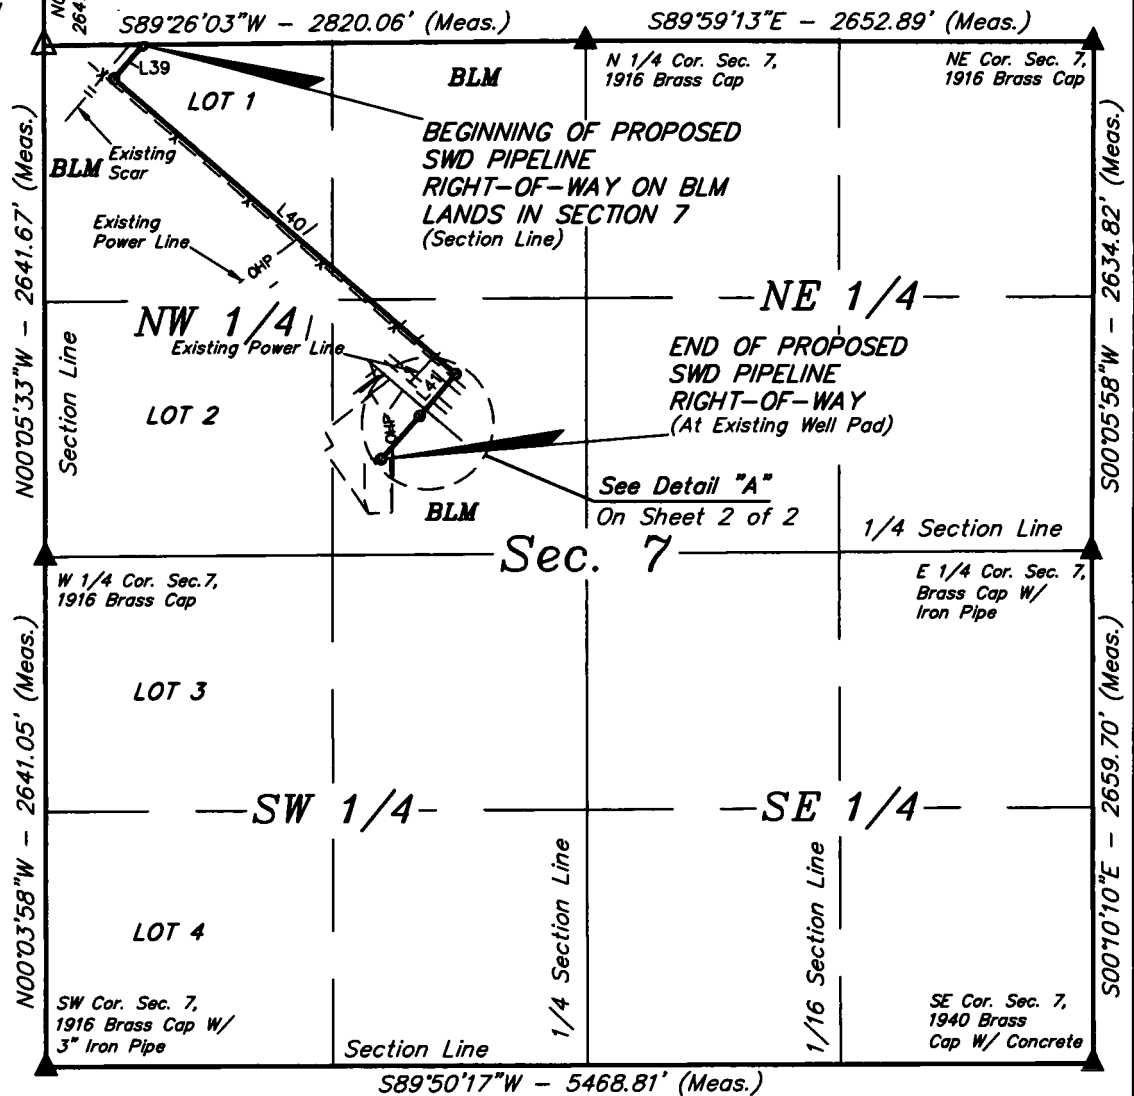 S89°26'03"W - 2820.06' (Meas.)
S89°59'13"E - 2652.89' (Meas.)
L39
LOT 1
BLM
N 1/4 Cor. Sec. 7,
1916 Brass Cap
NE Cor. Sec. 7,
1916 Brass Cap
BEGINNING OF PROPOSED
SWD PIPELINE
RIGHT-OF-WAY ON BLM
LANDS IN SECTION 7
(Section Line)
Existing
Scar
BLM
Existing
Power Line
L40
OHP
N00°05'33"W - 2641.67' (Meas.)
Section Line
S00°05'58"W - 2634.82' (Meas.)
NW 1/4
NE 1/4
Existing Power Line
L41
OHP
LOT 2
END OF PROPOSED
SWD PIPELINE
RIGHT-OF-WAY
(At Existing Well Pad)
See Detail "A"
On Sheet 2 of 2
BLM
1/4 Section Line
Sec. 7
W 1/4 Cor. Sec.7,
1916 Brass Cap
E 1/4 Cor. Sec. 7,
Brass Cap W/
Iron Pipe
LOT 3
N00°03'58"W - 2641.05' (Meas.)
S00°10'10"E - 2659.70' (Meas.)
SW 1/4
SE 1/4
1/4 Section Line
1/16 Section Line
LOT 4
SW Cor. Sec. 7,
1916 Brass Cap W/
3" Iron Pipe
SE Cor. Sec. 7,
1940 Brass
Cap W/ Concrete
Section Line
S89°50'17"W - 5468.81' (Meas.)